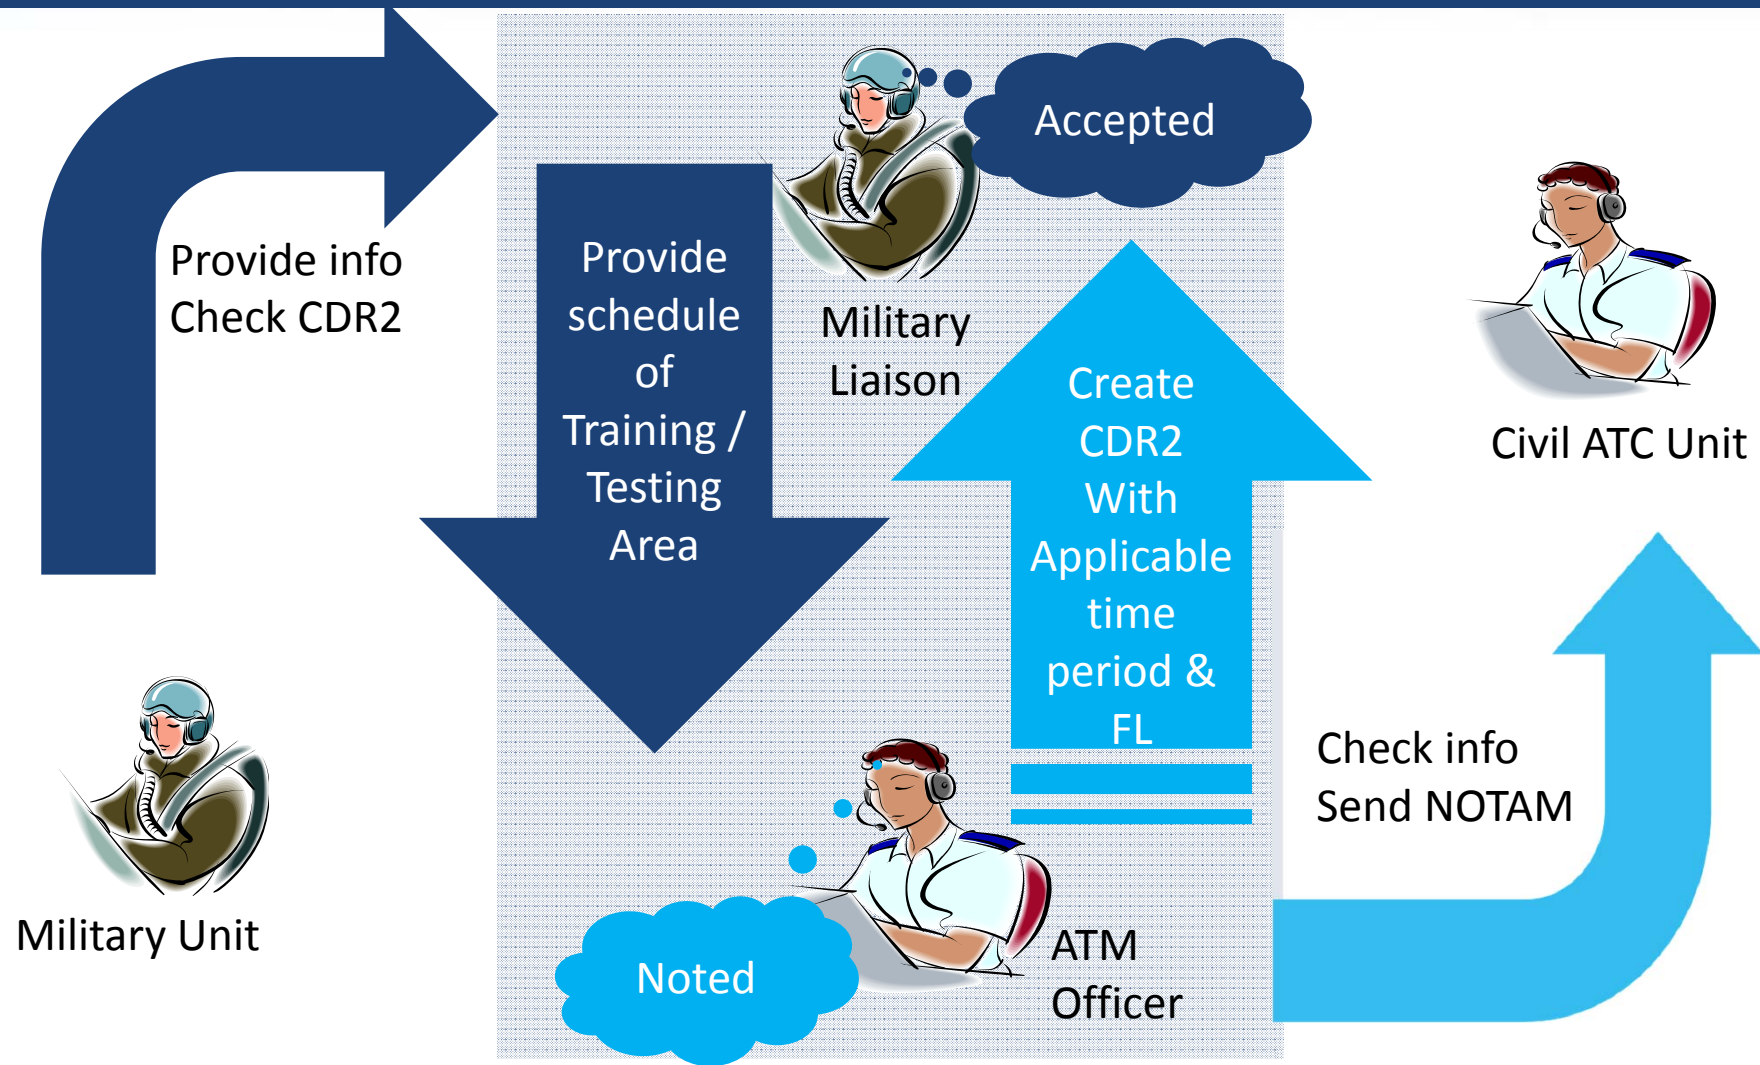 Accepted
Provide info
Check CDR2
Provide
schedule
of
Training /
Testing
Area
Military
Liaison
Create
CDR2
With
Applicable
time
period &
FL
Civil ATC Unit
Check info
Send NOTAM
Military Unit
Noted
ATM
Officer